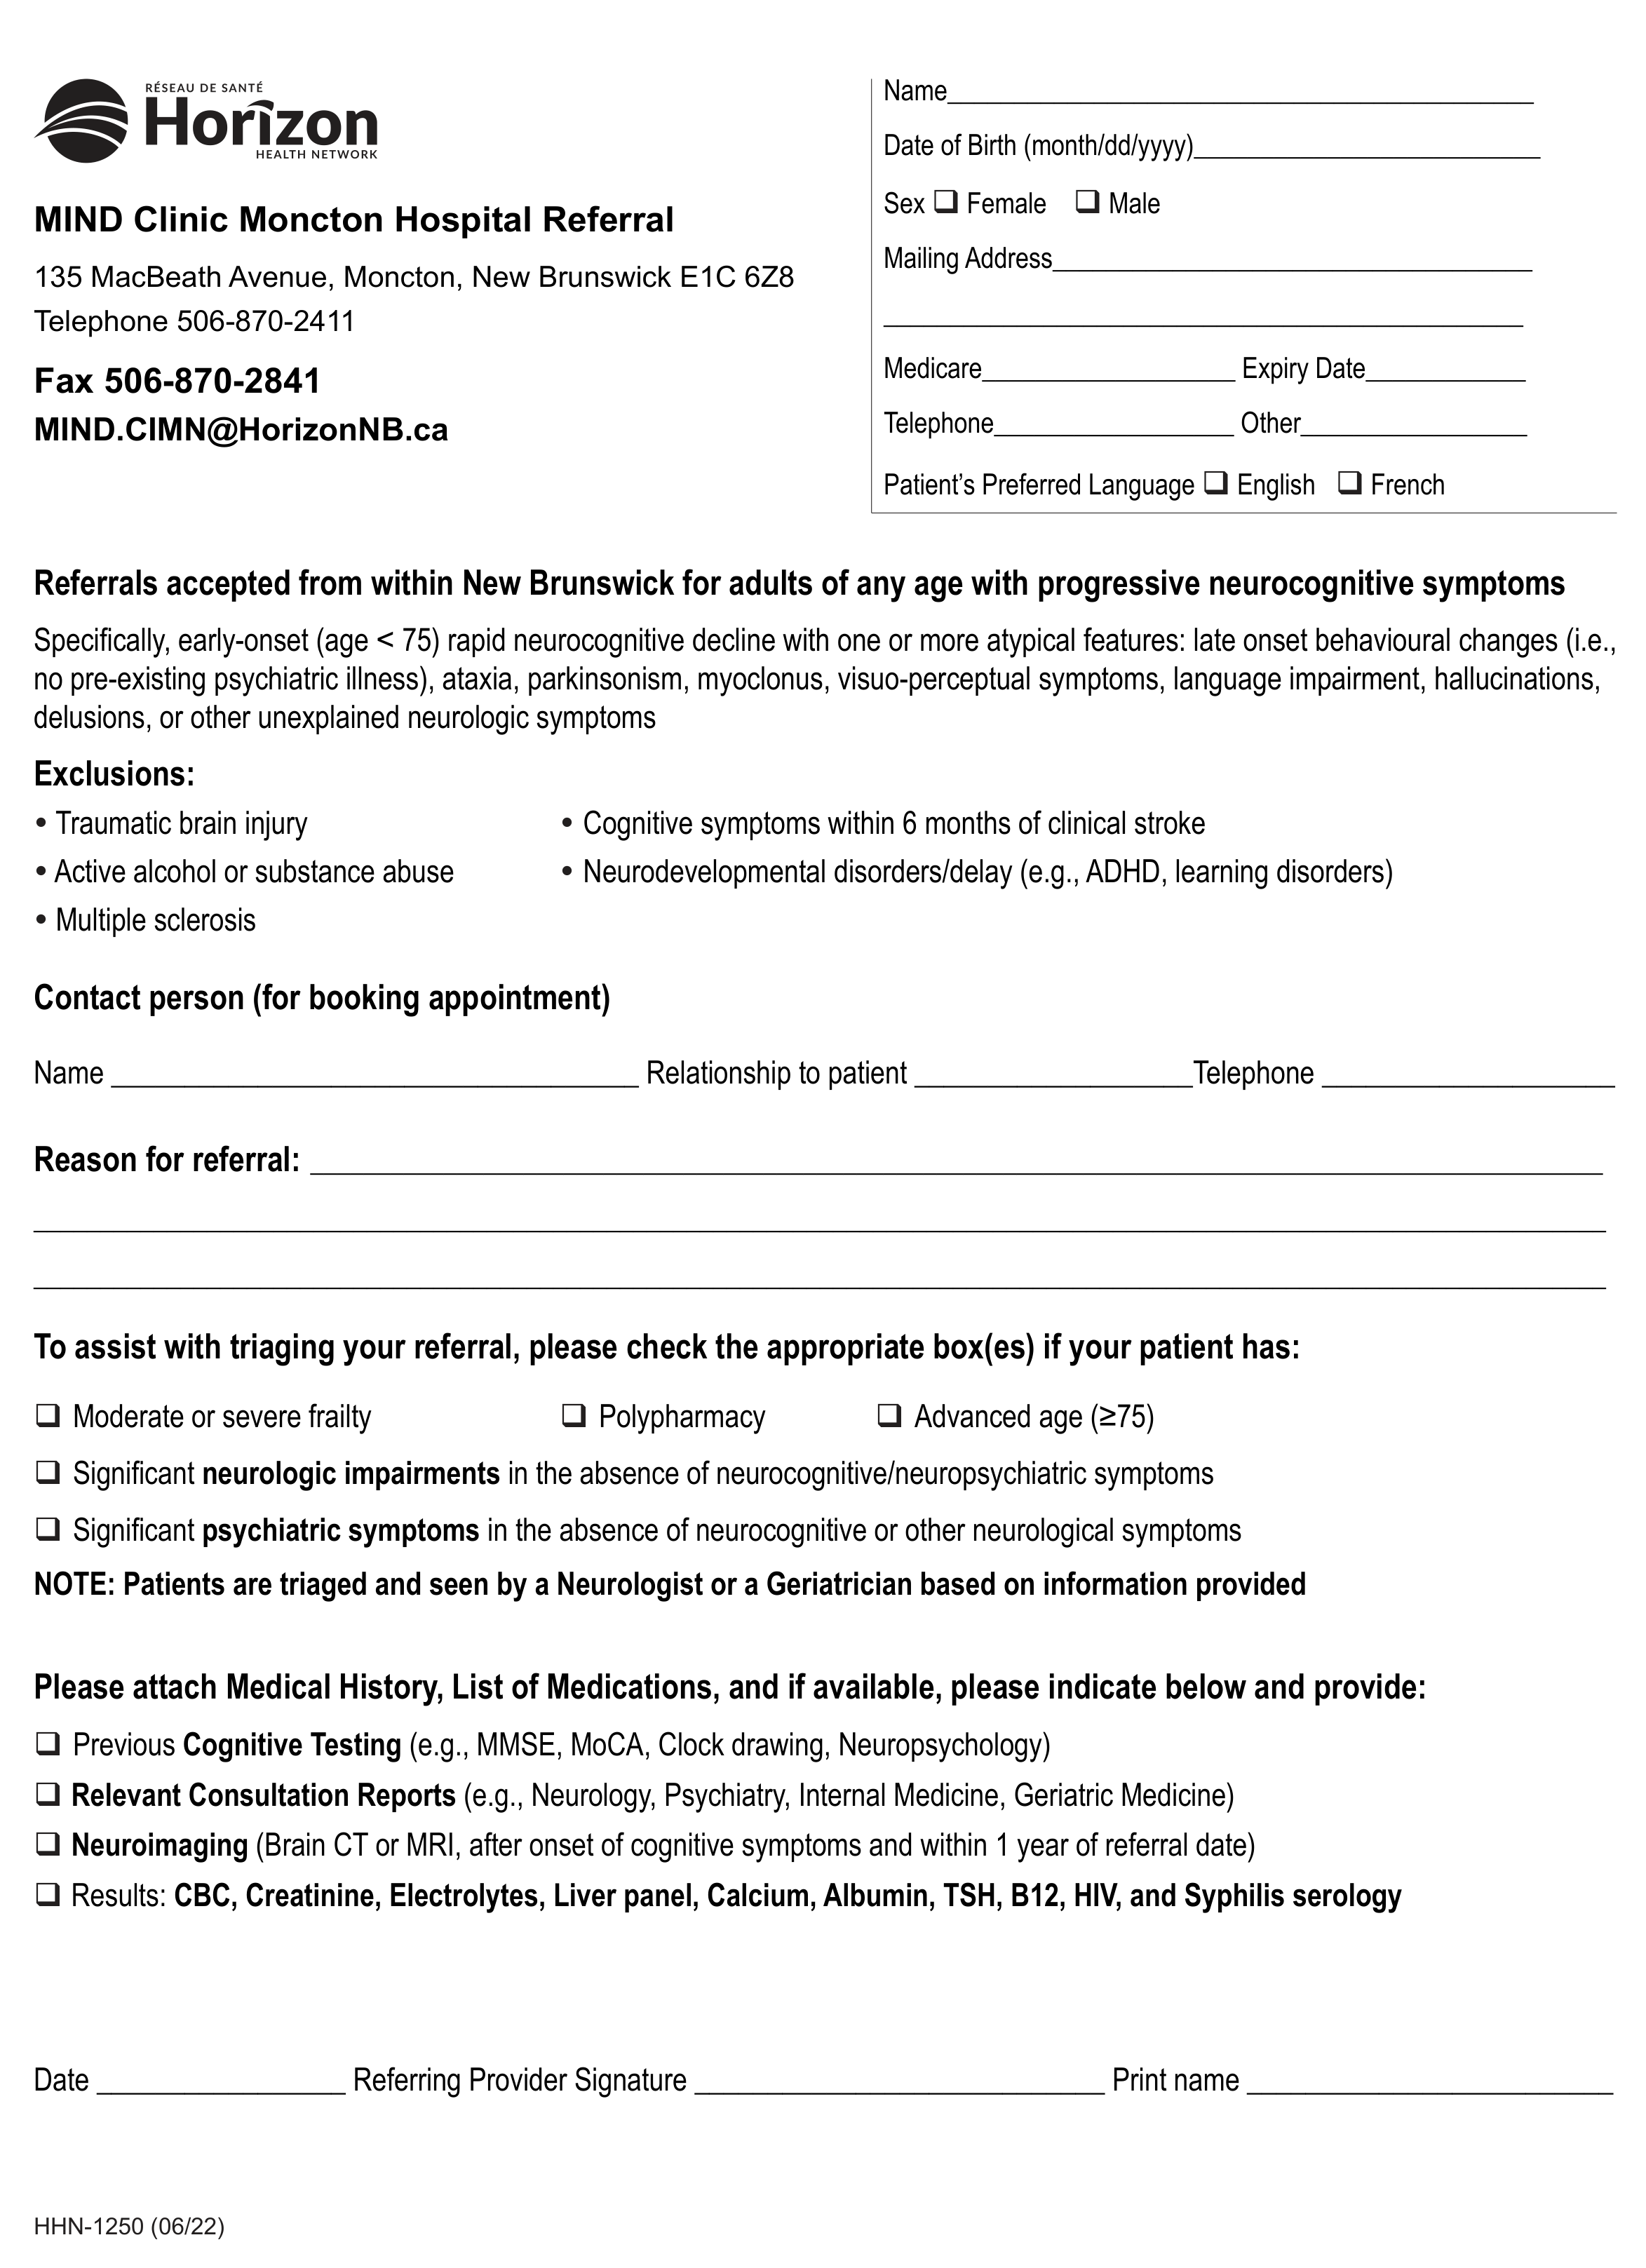 RÉSEAU DE SANTÉ
Horizon
HEALTH NETWORK
MIND Clinic Moncton Hospital Referral
135 MacBeath Avenue, Moncton, New Brunswick E1C 6Z8
Telephone 506-870-2411
Fax 506-870-2841
MIND.CIMN@HorizonNB.ca
Name
Date of Birth (month/dd/yyyy)
Sex ❑ Female ❑ Male
Mailing Address
Medicare Expiry Date
Telephone Other
Patient's Preferred Language ❑ English ❑ French
Referrals accepted from within New Brunswick for adults of any age with progressive neurocognitive symptoms
Specifically, early-onset (age < 75) rapid neurocognitive decline with one or more atypical features: late onset behavioural changes (i.e.,
no pre-existing psychiatric illness), ataxia, parkinsonism, myoclonus, visuo-perceptual symptoms, language impairment, hallucinations,
delusions, or other unexplained neurologic symptoms
Exclusions:
• Traumatic brain injury • Cognitive symptoms within 6 months of clinical stroke
• Active alcohol or substance abuse • Neurodevelopmental disorders/delay (e.g., ADHD, learning disorders)
• Multiple sclerosis
Contact person (for booking appointment)
Name Relationship to patient Telephone
Reason for referral:
To assist with triaging your referral, please check the appropriate box(es) if your patient has:
❑ Moderate or severe frailty ❑ Polypharmacy ❑ Advanced age (≥75)
❑ Significant neurologic impairments in the absence of neurocognitive/neuropsychiatric symptoms
❑ Significant psychiatric symptoms in the absence of neurocognitive or other neurological symptoms
NOTE: Patients are triaged and seen by a Neurologist or a Geriatrician based on information provided
Please attach Medical History, List of Medications, and if available, please indicate below and provide:
❑ Previous Cognitive Testing (e.g., MMSE, MoCA, Clock drawing, Neuropsychology)
❑ Relevant Consultation Reports (e.g., Neurology, Psychiatry, Internal Medicine, Geriatric Medicine)
❑ Neuroimaging (Brain CT or MRI, after onset of cognitive symptoms and within 1 year of referral date)
❑ Results: CBC, Creatinine, Electrolytes, Liver panel, Calcium, Albumin, TSH, B12, HIV, and Syphilis serology
Date Referring Provider Signature Print name
HHN-1250 (06/22)